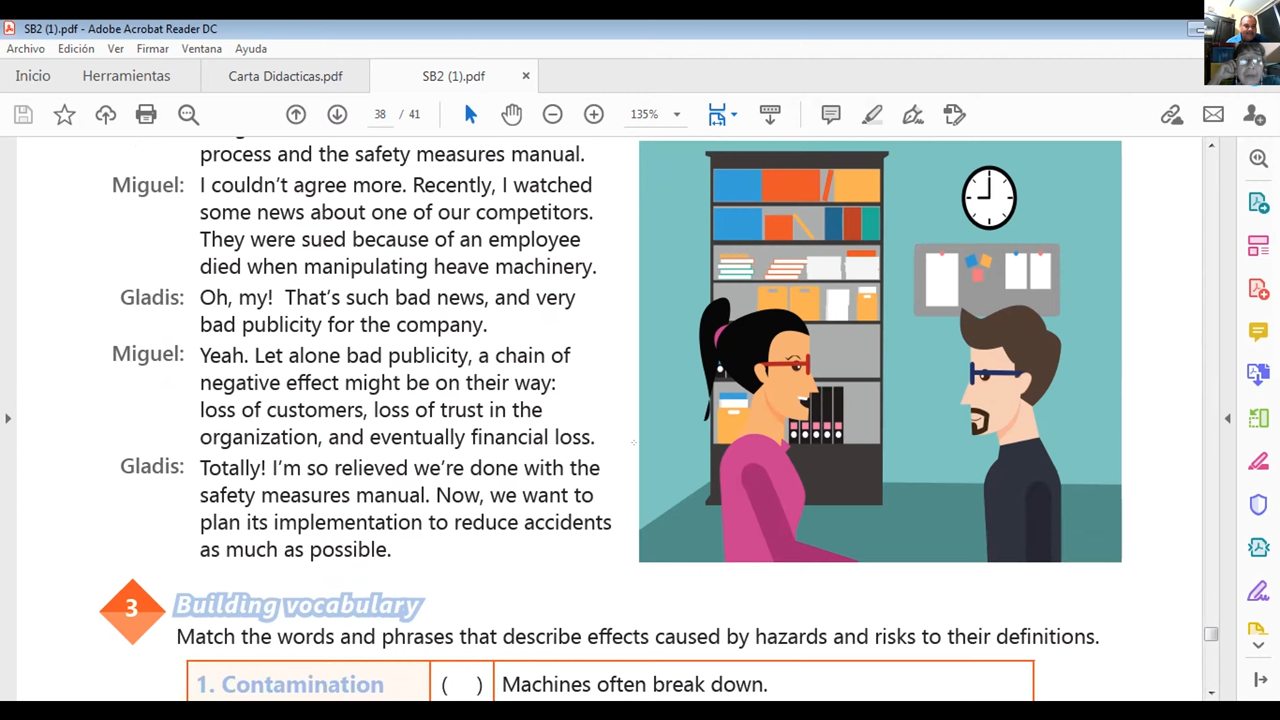 SB2 (1).pdf - Adobe Acrobat Reader DC
Archivo Edición Ver Firmar Ventana Ayuda
Inicio Herramientas Carta Didacticas.pdf SB2 (1).pdf ×
38 / 41 135%
process and the safety measures manual.
Miguel: I couldn't agree more. Recently, I watched
some news about one of our competitors.
They were sued because of an employee
died when manipulating heave machinery.
Gladis: Oh, my! That's such bad news, and very
bad publicity for the company.
Miguel: Yeah. Let alone bad publicity, a chain of
negative effect might be on their way:
loss of customers, loss of trust in the
organization, and eventually financial loss.
Gladis: Totally! I'm so relieved we're done with the
safety measures manual. Now, we want to
plan its implementation to reduce accidents
as much as possible.
3 Building vocabulary
Match the words and phrases that describe effects caused by hazards and risks to their definitions.
1. Contamination ( ) Machines often break down.